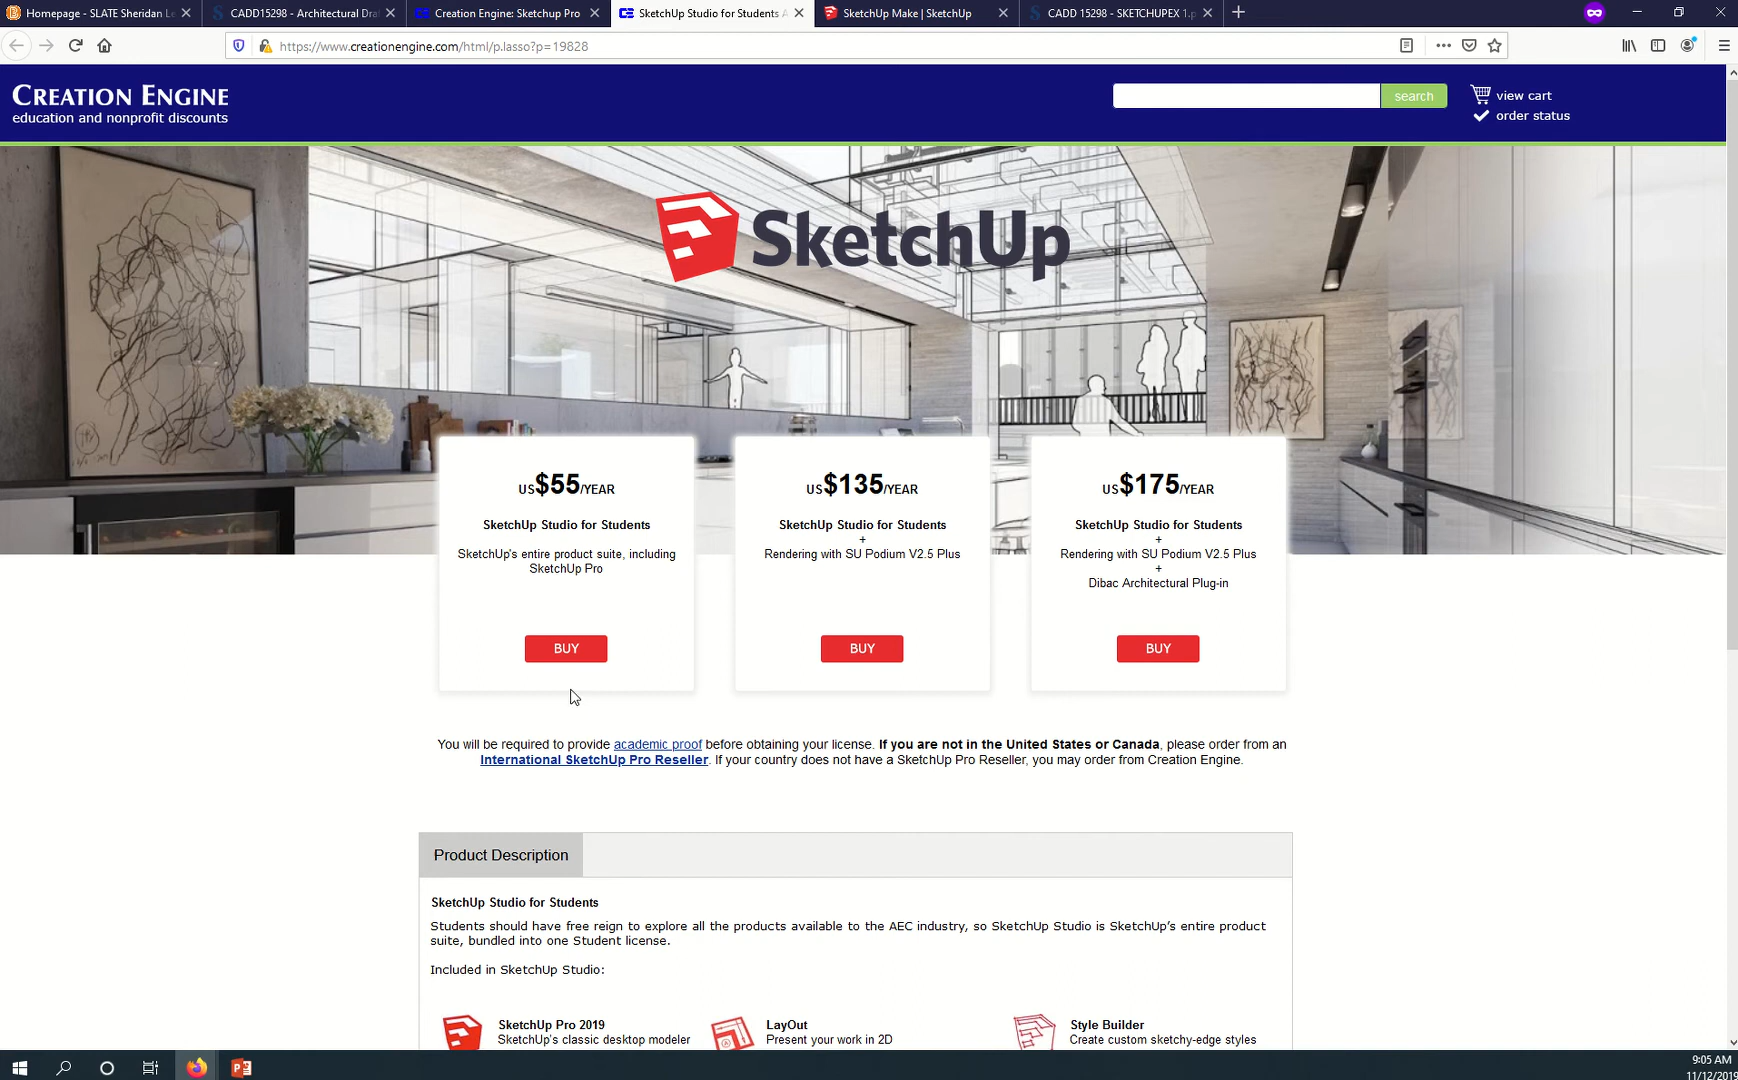 Homepage - SLATE Sheridan Le
CADD15298 - Architectural Dra
Creation Engine: Sketchup Pro
SketchUp Studio for Students A
SketchUp Make | SketchUp
CADD 15298 - SKETCHUPEX 1.p
https://www.creationengine.com/html/p.lasso?p=19828
CREATION ENGINE
education and nonprofit discounts
search
view cart
order status
SketchUp
US$55/YEAR
SketchUp Studio for Students
SketchUp's entire product suite, including
SketchUp Pro
BUY
US$135/YEAR
SketchUp Studio for Students
+
Rendering with SU Podium V2.5 Plus
BUY
US$175/YEAR
SketchUp Studio for Students
+
Rendering with SU Podium V2.5 Plus
+
Dibac Architectural Plug-in
BUY
You will be required to provide academic proof before obtaining your license. If you are not in the United States or Canada, please order from an
International SketchUp Pro Reseller. If your country does not have a SketchUp Pro Reseller, you may order from Creation Engine.
Product Description
SketchUp Studio for Students
Students should have free reign to explore all the products available to the AEC industry, so SketchUp Studio is SketchUp's entire product
suite, bundled into one Student license.
Included in SketchUp Studio:
SketchUp Pro 2019
SketchUp's classic desktop modeler
LayOut
Present your work in 2D
Style Builder
Create custom sketchy-edge styles
9:05 AM
11/12/2019